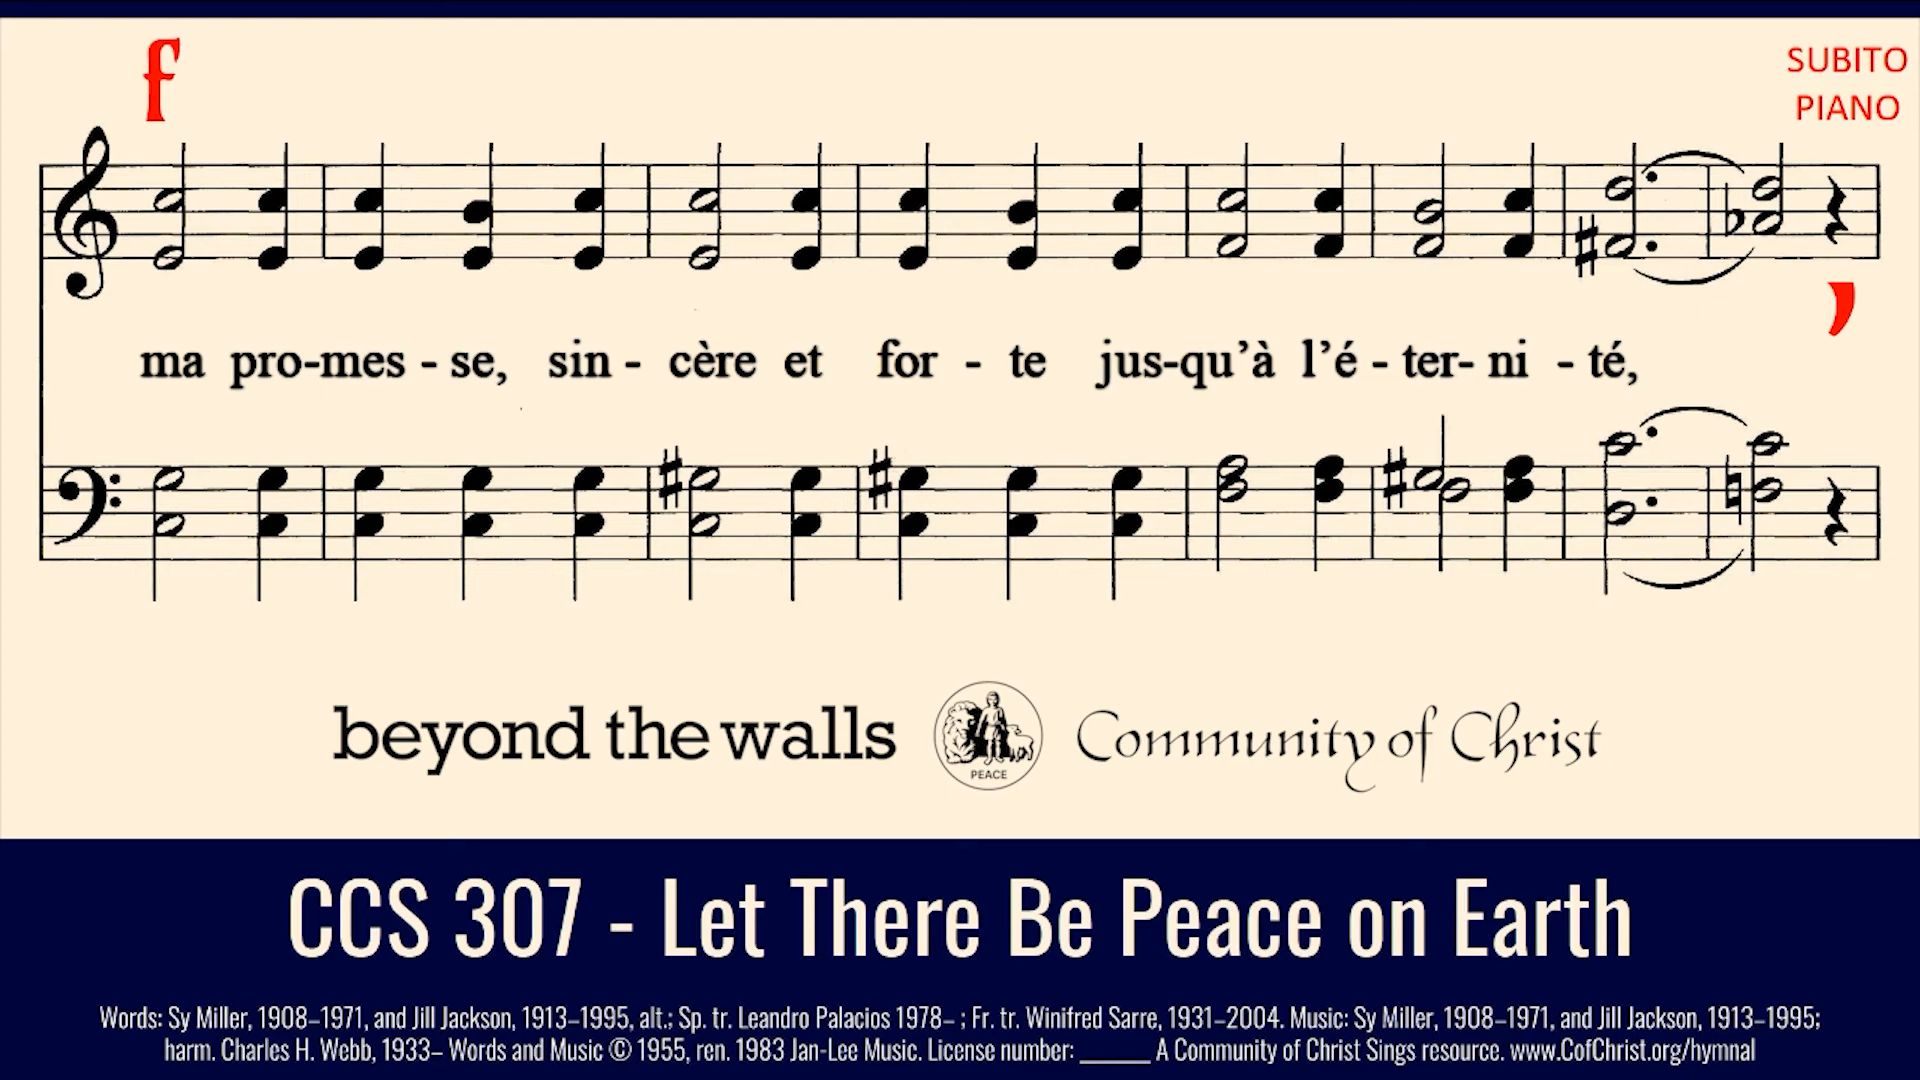 f
SUBITO
PIANO
ma pro-mes - se, sin - cère et for - te jus-qu'à l'é - ter- ni - té,
beyond the walls
PEACE
Community of Christ
CCS 307 - Let There Be Peace on Earth
Words: Sy Miller, 1908–1971, and Jill Jackson, 1913–1995, alt.; Sp. tr. Leandro Palacios 1978– ; Fr. tr. Winifred Sarre, 1931–2004. Music: Sy Miller, 1908–1971, and Jill Jackson, 1913–1995;
harm. Charles H. Webb, 1933– Words and Music © 1955, ren. 1983 Jan-Lee Music. License number: _______ A Community of Christ Sings resource. www.CofChrist.org/hymnal